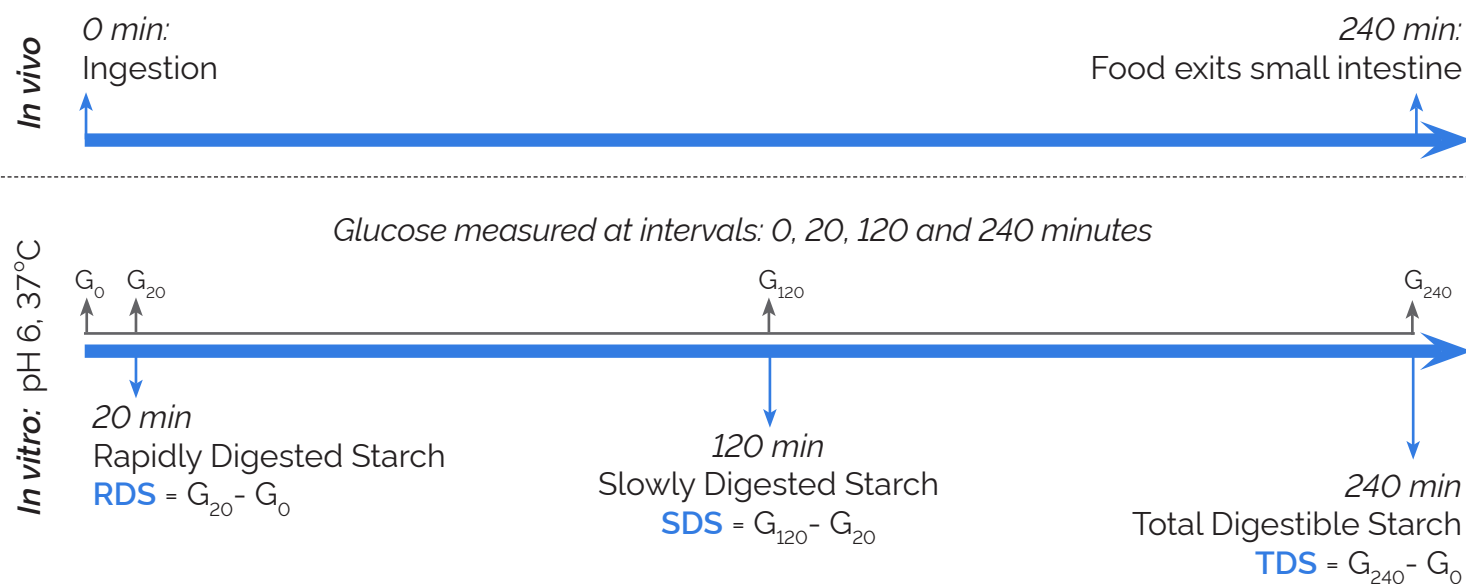 In vivo
0 min:
Ingestion
240 min:
Food exits small intestine
In vitro: pH 6, 37°C
Glucose measured at intervals: 0, 20, 120 and 240 minutes
G₀
G₂₀
G₁₂₀
G₂₄₀
20 min
Rapidly Digested Starch
RDS = G₂₀- G₀
120 min
Slowly Digested Starch
SDS = G₁₂₀- G₂₀
240 min
Total Digestible Starch
TDS = G₂₄₀- G₀